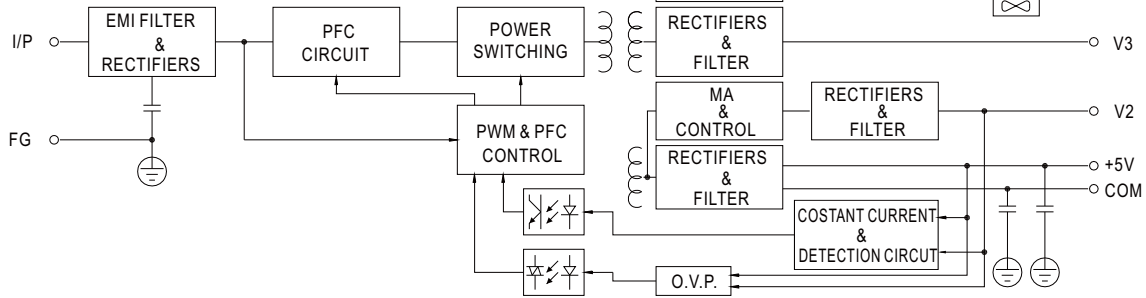 I/P
EMI FILTER
&
RECTIFIERS
PFC
CIRCUIT
POWER
SWITCHING
RECTIFIERS
&
FILTER
V3
MA
&
CONTROL
RECTIFIERS
&
FILTER
V2
FG
PWM & PFC
CONTROL
RECTIFIERS
&
FILTER
+5V
COM
COSTANT CURRENT
&
DETECTION CIRCUT
O.V.P.